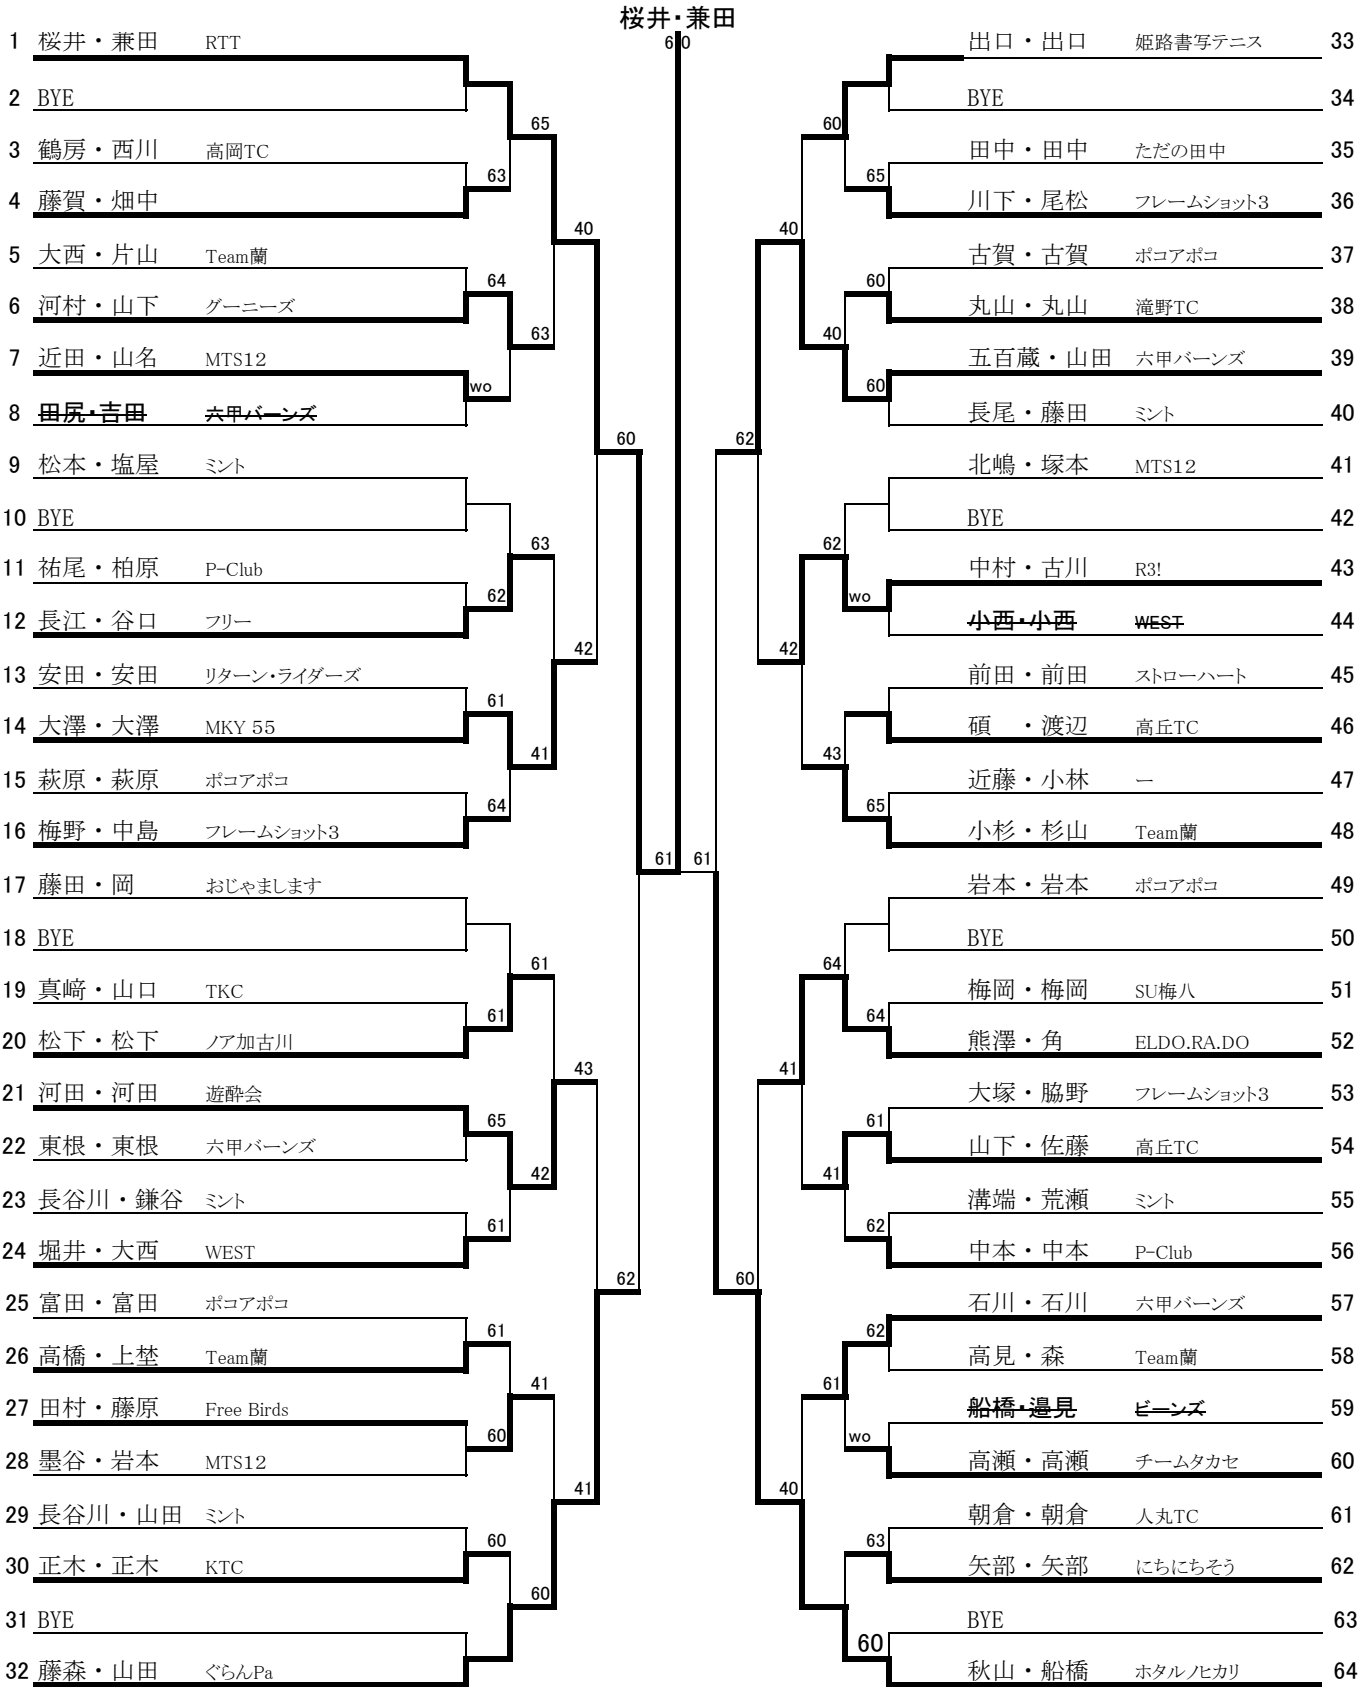 桜井・兼田
60
1 桜井・兼田 RTT
2 BYE
65
3 鶴房・西川 高岡TC
63
4 藤賀・畑中
40
5 大西・片山 Team蘭
64
6 河村・山下 グーニーズ
63
7 近田・山名 MTS12
wo
8 田尻・吉田 六甲バーンズ
60
9 松本・塩屋 ミント
10 BYE
63
11 祐尾・柏原 P-Club
62
12 長江・谷口 フリー
42
13 安田・安田 リターン・ライダーズ
61
14 大澤・大澤 MKY 55
41
15 萩原・萩原 ポコアポコ
64
16 梅野・中島 フレームショット3
61
17 藤田・岡 おじゃまします
18 BYE
61
19 真﨑・山口 TKC
61
20 松下・松下 ノア加古川
43
21 河田・河田 遊酔会
65
22 東根・東根 六甲バーンズ
42
23 長谷川・鎌谷 ミント
61
24 堀井・大西 WEST
62
25 富田・富田 ポコアポコ
61
26 高橋・上埜 Team蘭
41
27 田村・藤原 Free Birds
60
28 墨谷・岩本 MTS12
41
29 長谷川・山田 ミント
60
30 正木・正木 KTC
60
31 BYE
32 藤森・山田 ぐらんPa
出口・出口 姫路書写テニス 33
BYE 34
60
田中・田中 ただの田中 35
65
川下・尾松 フレームショット3 36
40
古賀・古賀 ポコアポコ 37
60
丸山・丸山 滝野TC 38
40
五百蔵・山田 六甲バーンズ 39
60
長尾・藤田 ミント 40
62
北嶋・塚本 MTS12 41
BYE 42
62
中村・古川 R3! 43
wo
小西・小西 WEST 44
42
前田・前田 ストローハート 45
碩 ・渡辺 高丘TC 46
43
近藤・小林 ー 47
65
小杉・杉山 Team蘭 48
61
岩本・岩本 ポコアポコ 49
BYE 50
64
梅岡・梅岡 SU梅八 51
64
熊澤・角 ELDO.RA.DO 52
41
大塚・脇野 フレームショット3 53
61
山下・佐藤 高丘TC 54
41
溝端・荒瀬 ミント 55
62
中本・中本 P-Club 56
60
石川・石川 六甲バーンズ 57
62
高見・森 Team蘭 58
61
船橋・邉見 ビーンズ 59
wo
高瀬・高瀬 チームタカセ 60
40
朝倉・朝倉 人丸TC 61
63
矢部・矢部 にちにちそう 62
BYE 63
60
秋山・船橋 ホタルノヒカリ 64